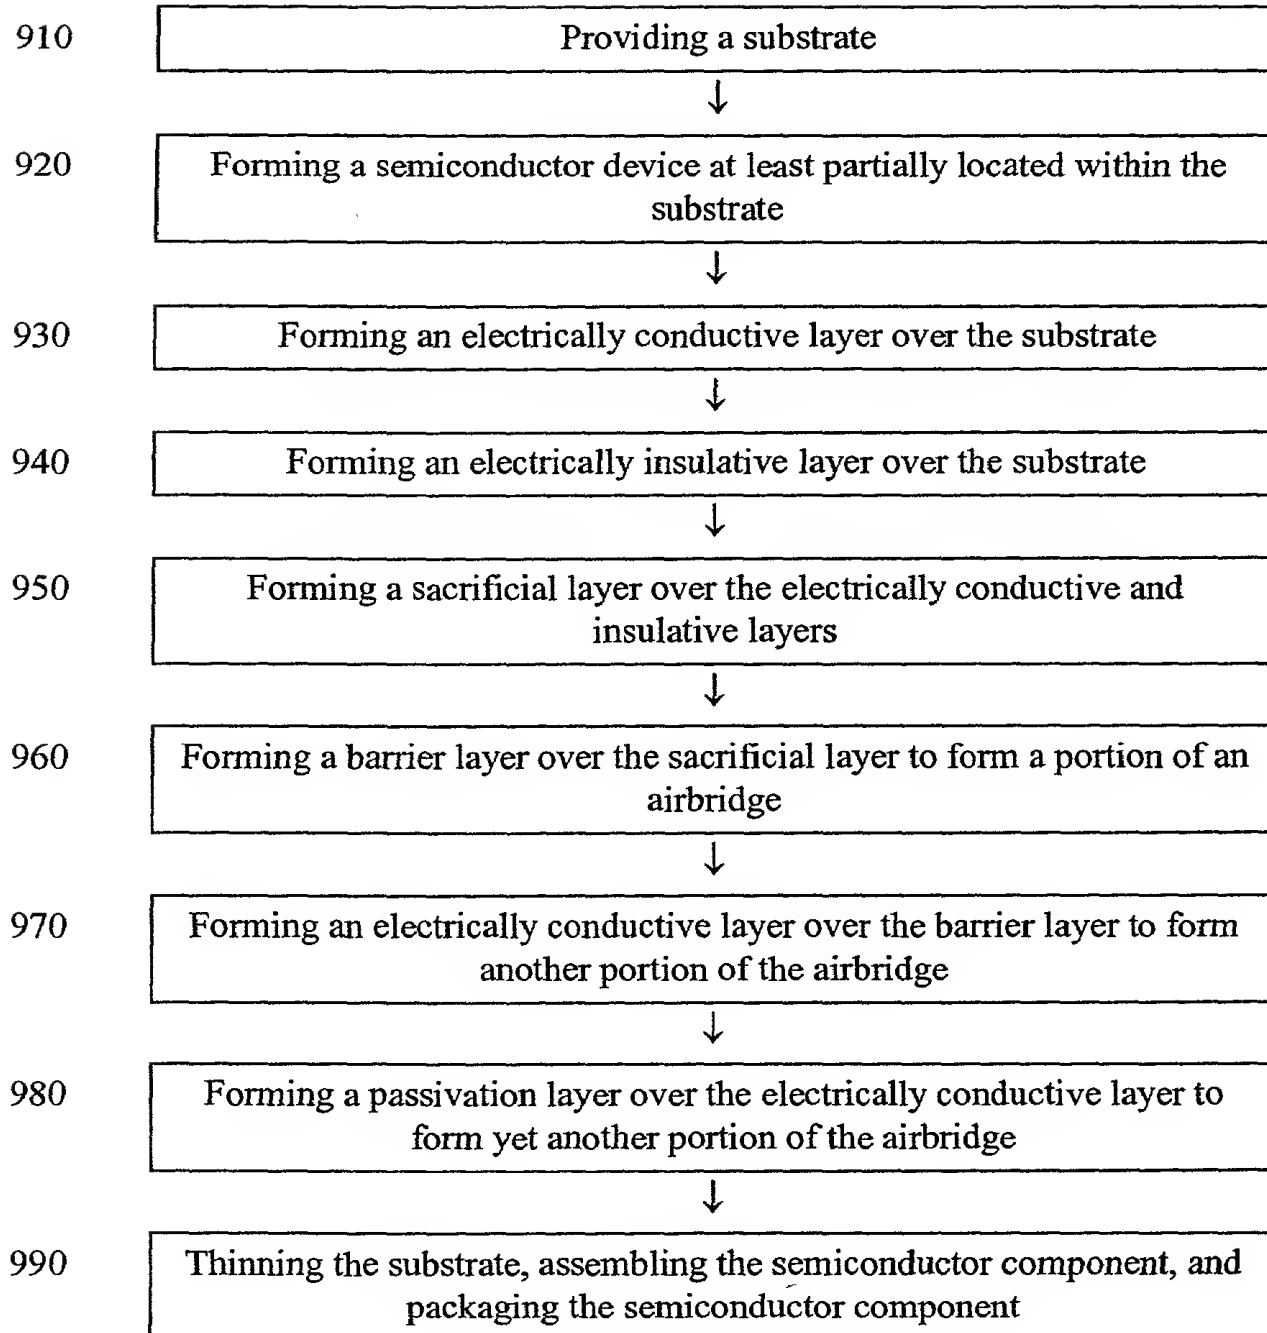 910 Providing a substrate
↓
920 Forming a semiconductor device at least partially located within the
substrate
↓
930 Forming an electrically conductive layer over the substrate
↓
940 Forming an electrically insulative layer over the substrate
↓
950 Forming a sacrificial layer over the electrically conductive and
insulative layers
↓
960 Forming a barrier layer over the sacrificial layer to form a portion of an
airbridge
↓
970 Forming an electrically conductive layer over the barrier layer to form
another portion of the airbridge
↓
980 Forming a passivation layer over the electrically conductive layer to
form yet another portion of the airbridge
↓
990 Thinning the substrate, assembling the semiconductor component, and
packaging the semiconductor component